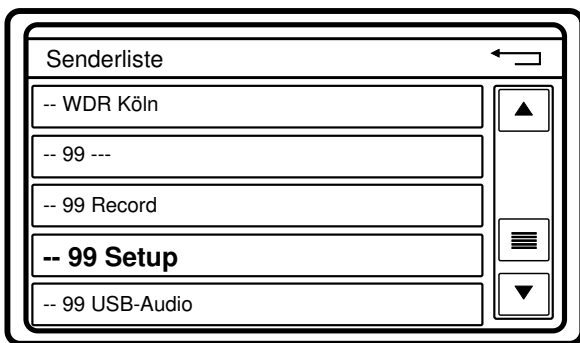 Senderliste
-- WDR Köln
-- 99 ---
-- 99 Record
-- 99 Setup
-- 99 USB-Audio